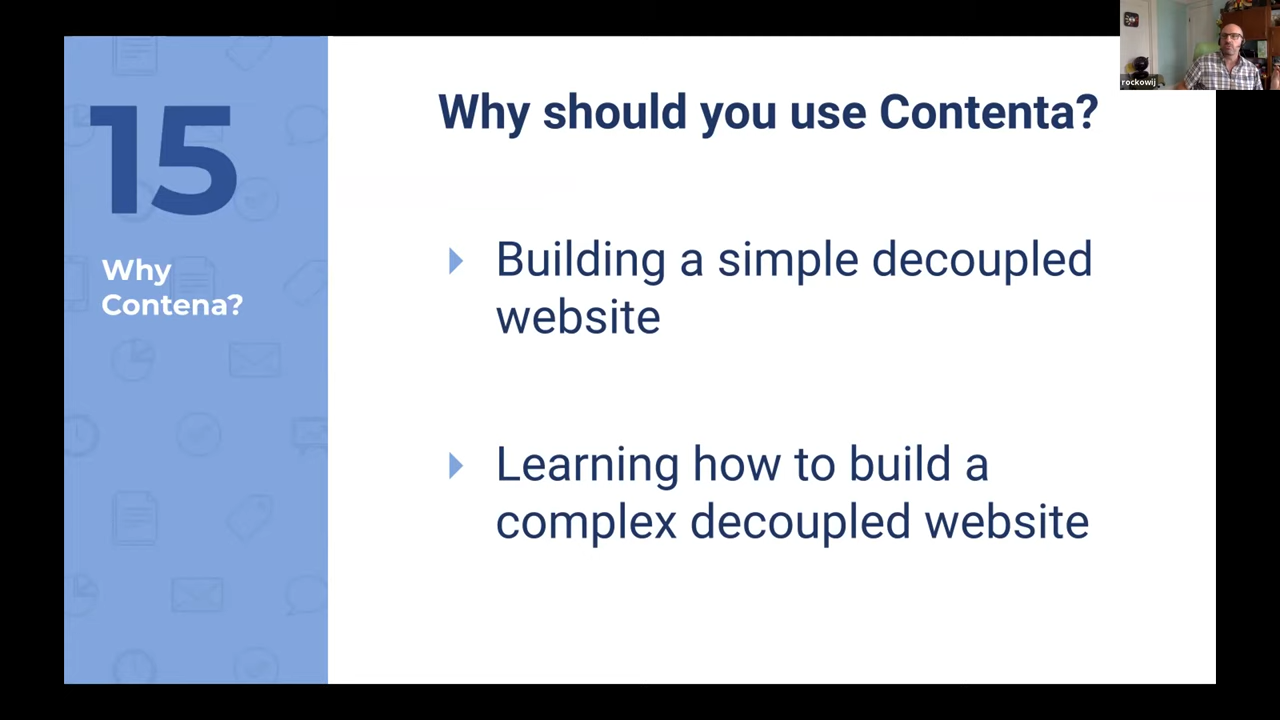 15
Why
Contena?
Why should you use Contenta?
Building a simple decoupled
website
Learning how to build a
complex decoupled website
rockowij